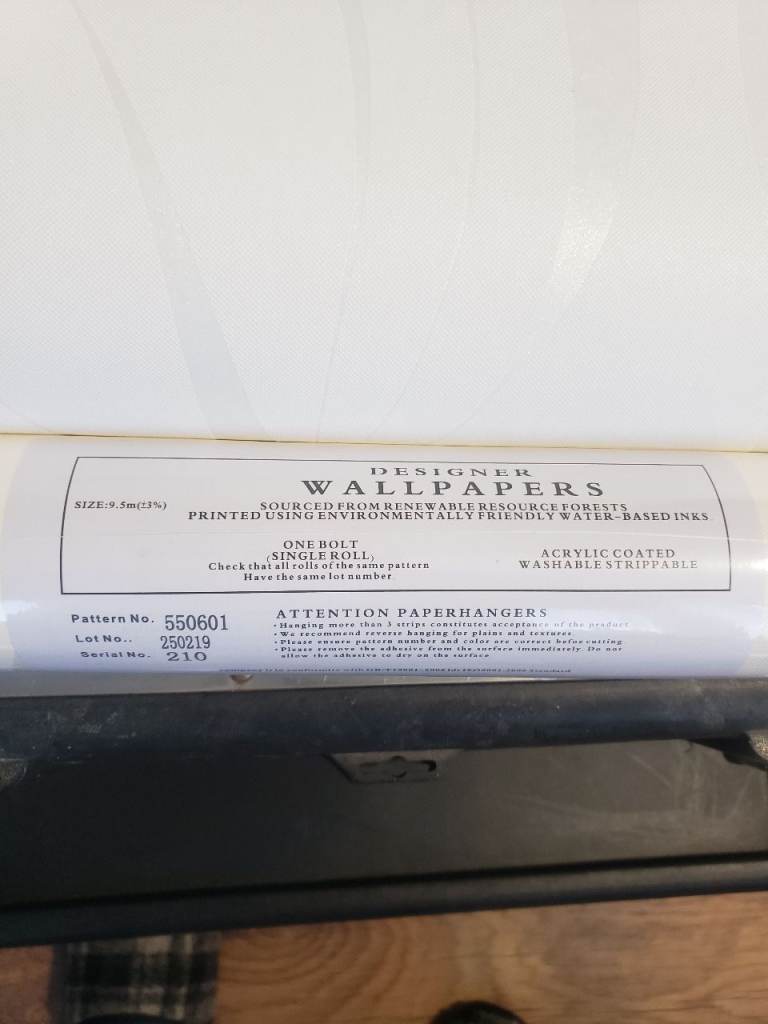 DESIGNER
WALLPAPERS
SIZE:9.5m(±3%)
SOURCED FROM RENEWABLE RESOURCE FORESTS
PRINTED USING ENVIRONMENTALLY FRIENDLY WATER-BASED INKS
ONE BOLT
(SINGLE ROLL)
Check that all rolls of the same pattern
Have the same lot number.
ACRYLIC COATED
WASHABLE STRIPPABLE
Pattern No. 550601
Lot No.. 250219
Serial No. 210
ATTENTION PAPERHANGERS
•Hanging more than 3 strips constitutes acceptance of the product
•We recommend reverse hanging for plains and textures.
•Please ensure pattern number and color are correct before cutting
•Please remove the adhesive from the surface immediately. Do not
allow the adhesive to dry on the surface